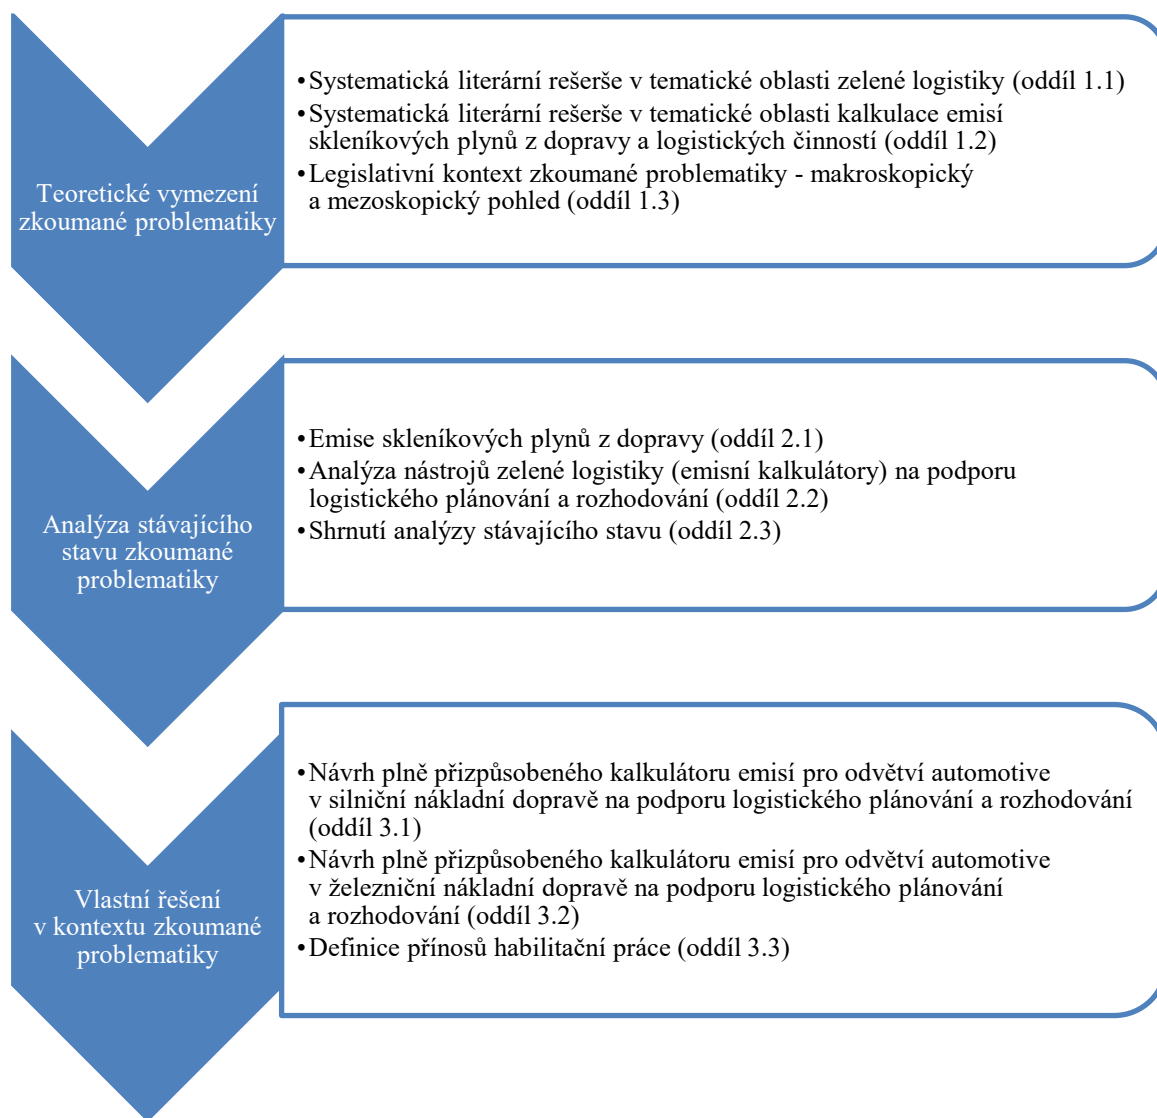 Teoretické vymezení
zkoumané problematiky
•Systematická literární rešerše v tematické oblasti zelené logistiky (oddíl 1.1)
•Systematická literární rešerše v tematické oblasti kalkulace emisí
skleníkových plynů z dopravy a logistických činností (oddíl 1.2)
•Legislativní kontext zkoumané problematiky - makroskopický
a mezoskopický pohled (oddíl 1.3)
Analýza stávajícího
stavu zkoumané
problematiky
•Emise skleníkových plynů z dopravy (oddíl 2.1)
•Analýza nástrojů zelené logistiky (emisní kalkulátory) na podporu
logistického plánování a rozhodování (oddíl 2.2)
•Shrnutí analýzy stávajícího stavu (oddíl 2.3)
Vlastní řešení
v kontextu zkoumané
problematiky
•Návrh plně přizpůsobeného kalkulátoru emisí pro odvětví automotive
v silniční nákladní dopravě na podporu logistického plánování a rozhodování
(oddíl 3.1)
•Návrh plně přizpůsobeného kalkulátoru emisí pro odvětví automotive
v železniční nákladní dopravě na podporu logistického plánování
a rozhodování (oddíl 3.2)
•Definice přínosů habilitační práce (oddíl 3.3)